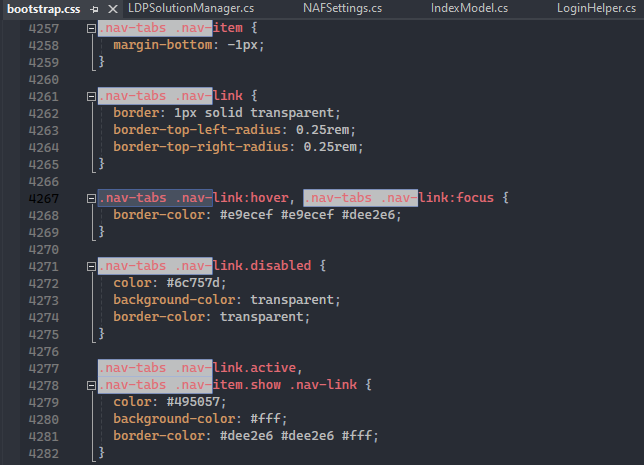 bootstrap.css LDPSolutionManager.cs NAFSettings.cs IndexModel.cs LoginHelper.cs
4257 .nav-tabs .nav-item {
4258 margin-bottom: -1px;
4259 }
4260
4261 .nav-tabs .nav-link {
4262 border: 1px solid transparent;
4263 border-top-left-radius: 0.25rem;
4264 border-top-right-radius: 0.25rem;
4265 }
4266
4267 .nav-tabs .nav-link:hover, .nav-tabs .nav-link:focus {
4268 border-color: #e9ecef #e9ecef #dee2e6;
4269 }
4270
4271 .nav-tabs .nav-link.disabled {
4272 color: #6c757d;
4273 background-color: transparent;
4274 border-color: transparent;
4275 }
4276
4277 .nav-tabs .nav-link.active,
4278 .nav-tabs .nav-item.show .nav-link {
4279 color: #495057;
4280 background-color: #fff;
4281 border-color: #dee2e6 #dee2e6 #fff;
4282 }